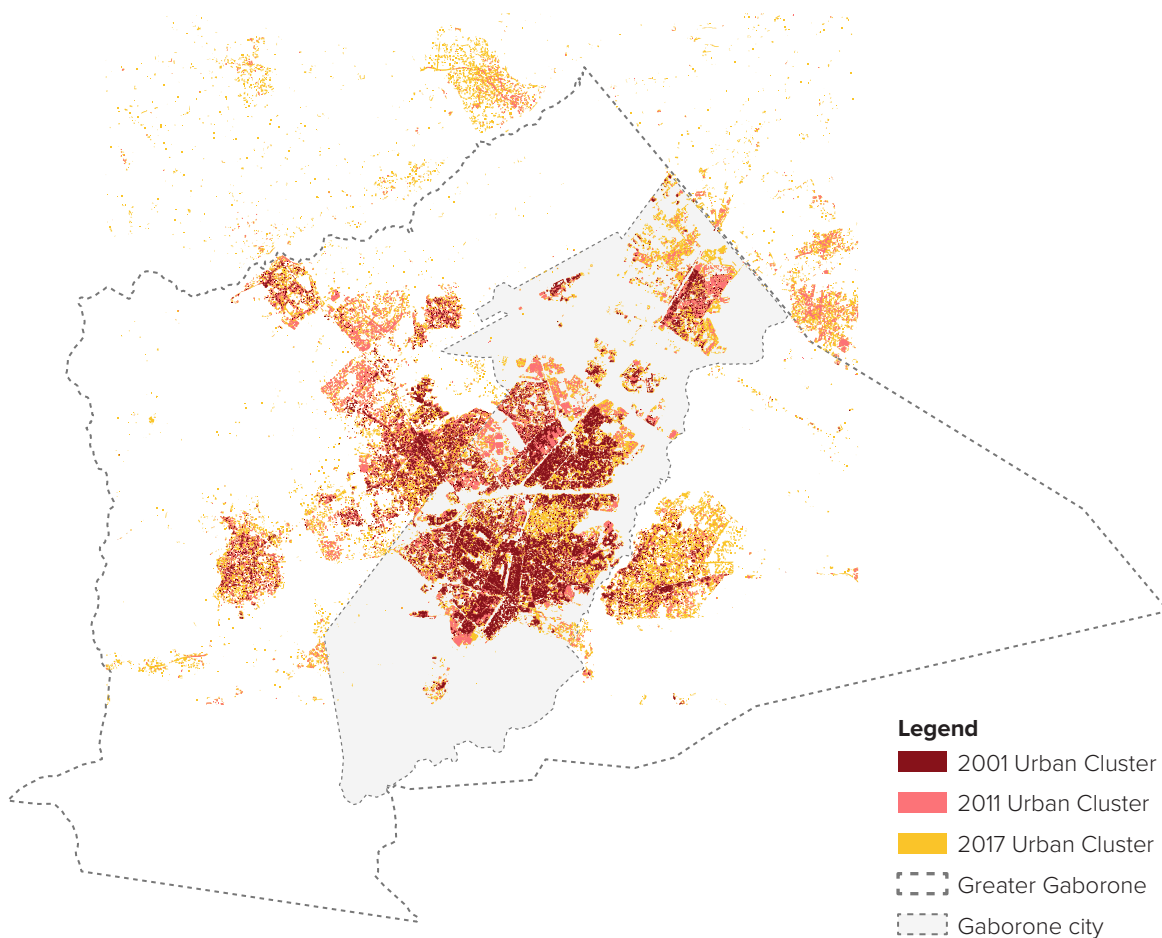 Legend
2001 Urban Cluster
2011 Urban Cluster
2017 Urban Cluster
Greater Gaborone
Gaborone city